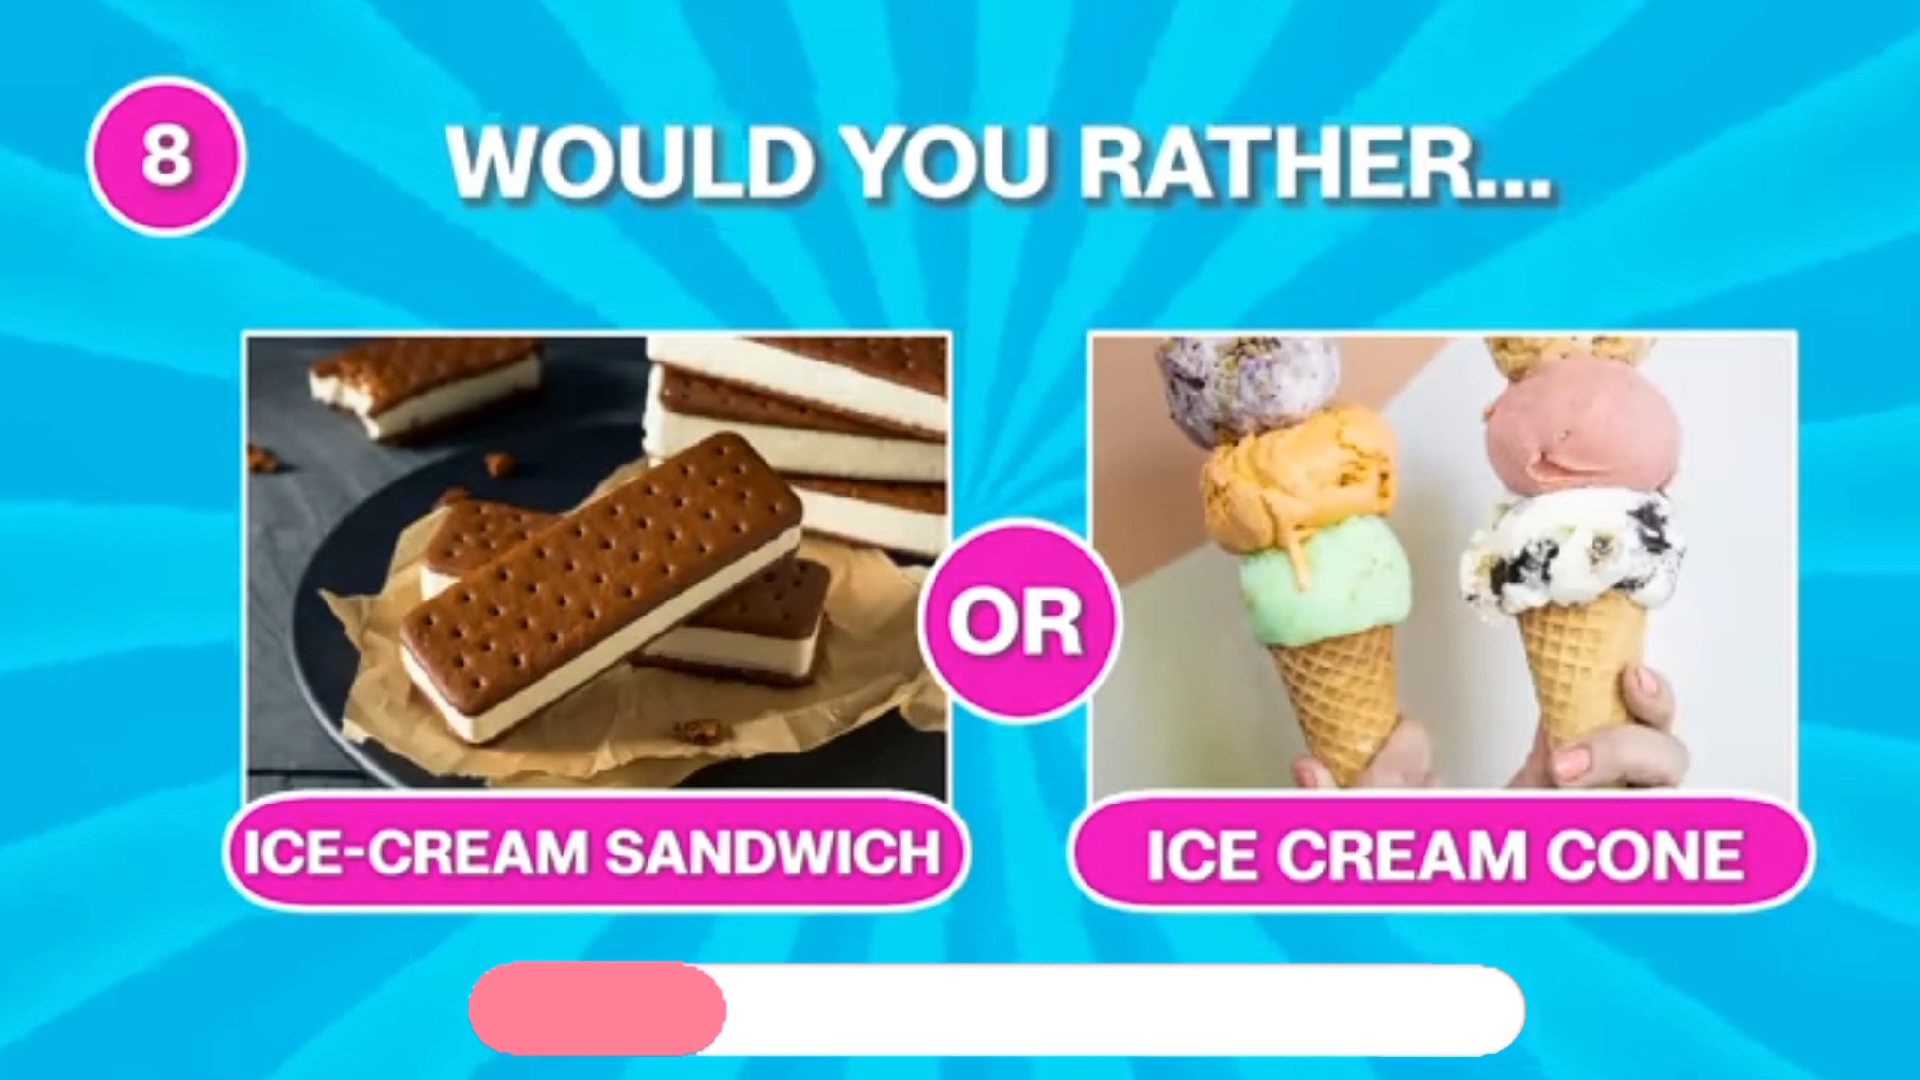 8
WOULD YOU RATHER...
OR
ICE-CREAM SANDWICH
ICE CREAM CONE